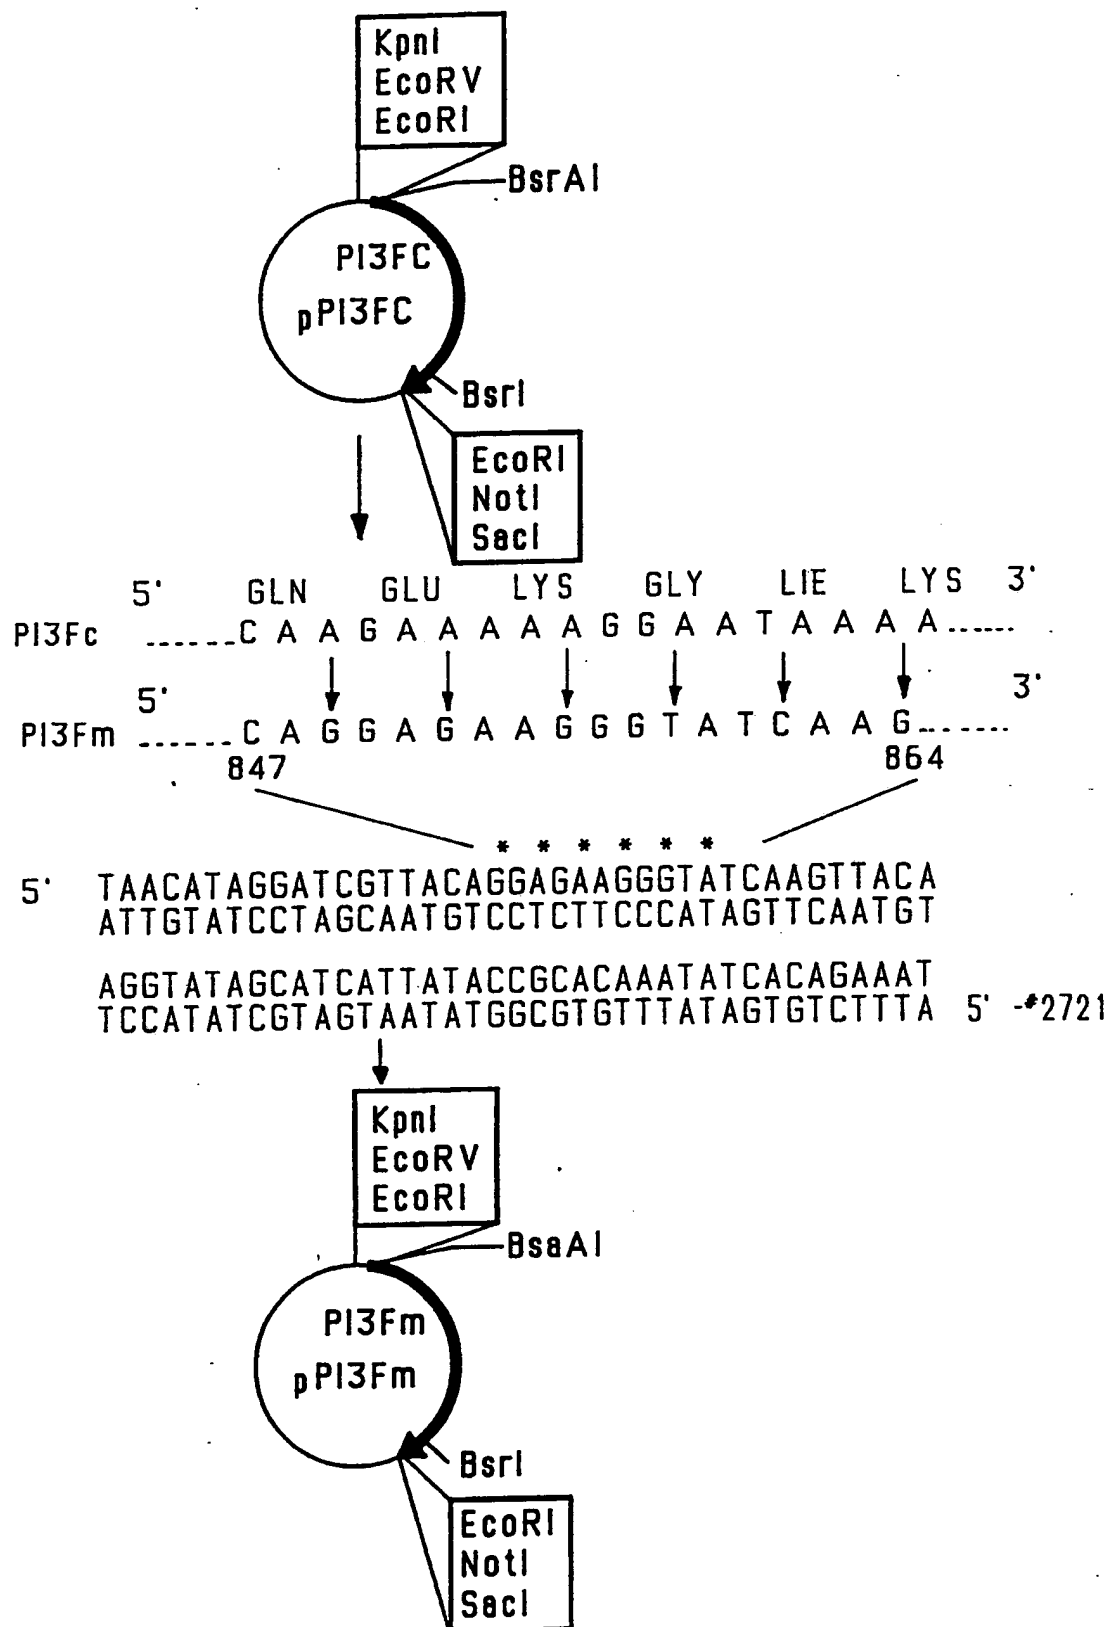 KpnI
EcoRV
EcoRI
BsrAI
PI3FC
pPI3FC
BsrI
EcoRI
NotI
SacI
5' GLN GLU LYS GLY LIE LYS 3'
PI3Fc ......C A A G A A A A A G G A A T A A A A......
5' 3'
PI3Fm ......C A G G A G A A G G G T A T C A A G......
847 864
* * * * * *
5' TAACATAGGATCGTTACAGGAGAAGGGTATCAAGTTACA
ATTGTATCCTAGCAATGTCCTCTTCCCATAGTTCAATGT
AGGTATAGCATCATTATACCGCACAAATATCACAGAAAT
TCCATATCGTAGTAATATGGCGTGTTTATAGTGTCTTTA 5' -#2721
KpnI
EcoRV
EcoRI
BsaAI
PI3Fm
pPI3Fm
BsrI
EcoRI
NotI
SacI